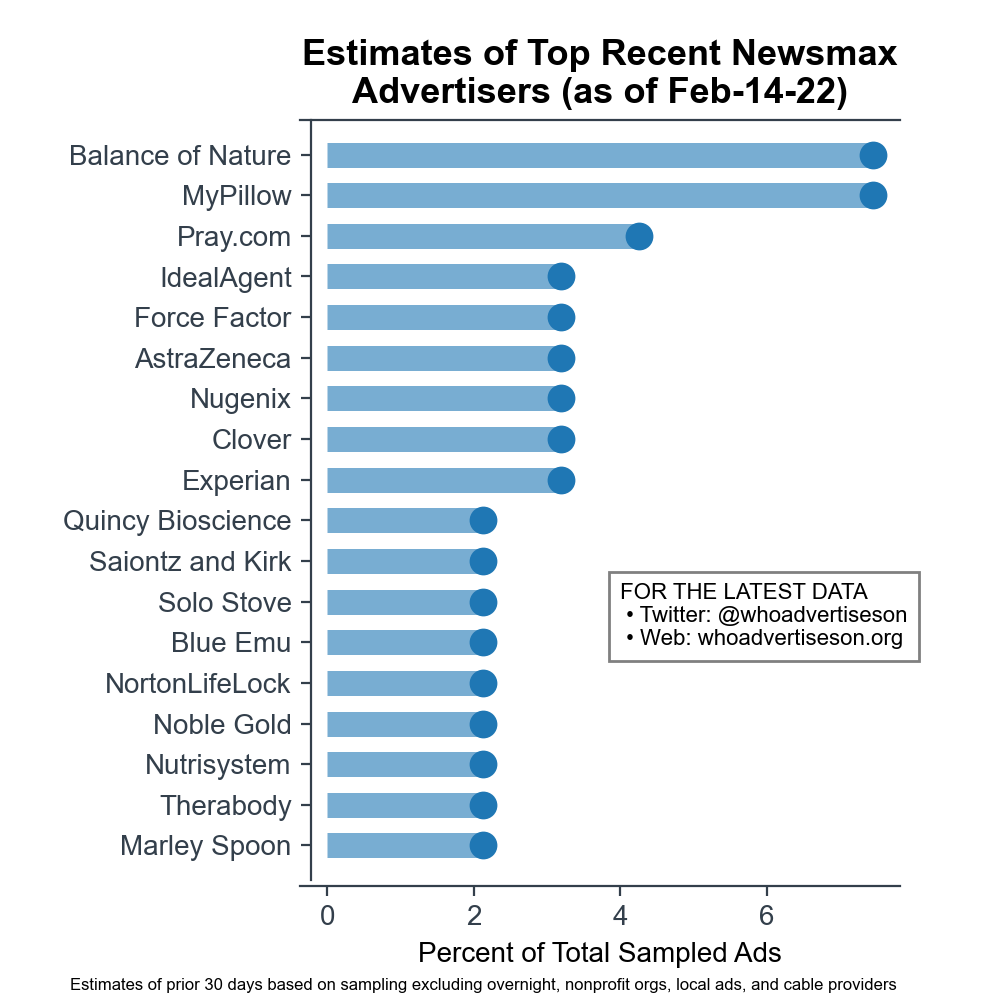 Estimates of Top Recent Newsmax
Advertisers (as of Feb-14-22)
Balance of Nature
MyPillow
Pray.com
IdealAgent
Force Factor
AstraZeneca
Nugenix
Clover
Experian
Quincy Bioscience
Saiontz and Kirk
Solo Stove
Blue Emu
NortonLifeLock
Noble Gold
Nutrisystem
Therabody
Marley Spoon
FOR THE LATEST DATA
• Twitter: @whoadvertiseson
• Web: whoadvertiseson.org
0 2 4 6
Percent of Total Sampled Ads
Estimates of prior 30 days based on sampling excluding overnight, nonprofit orgs, local ads, and cable providers